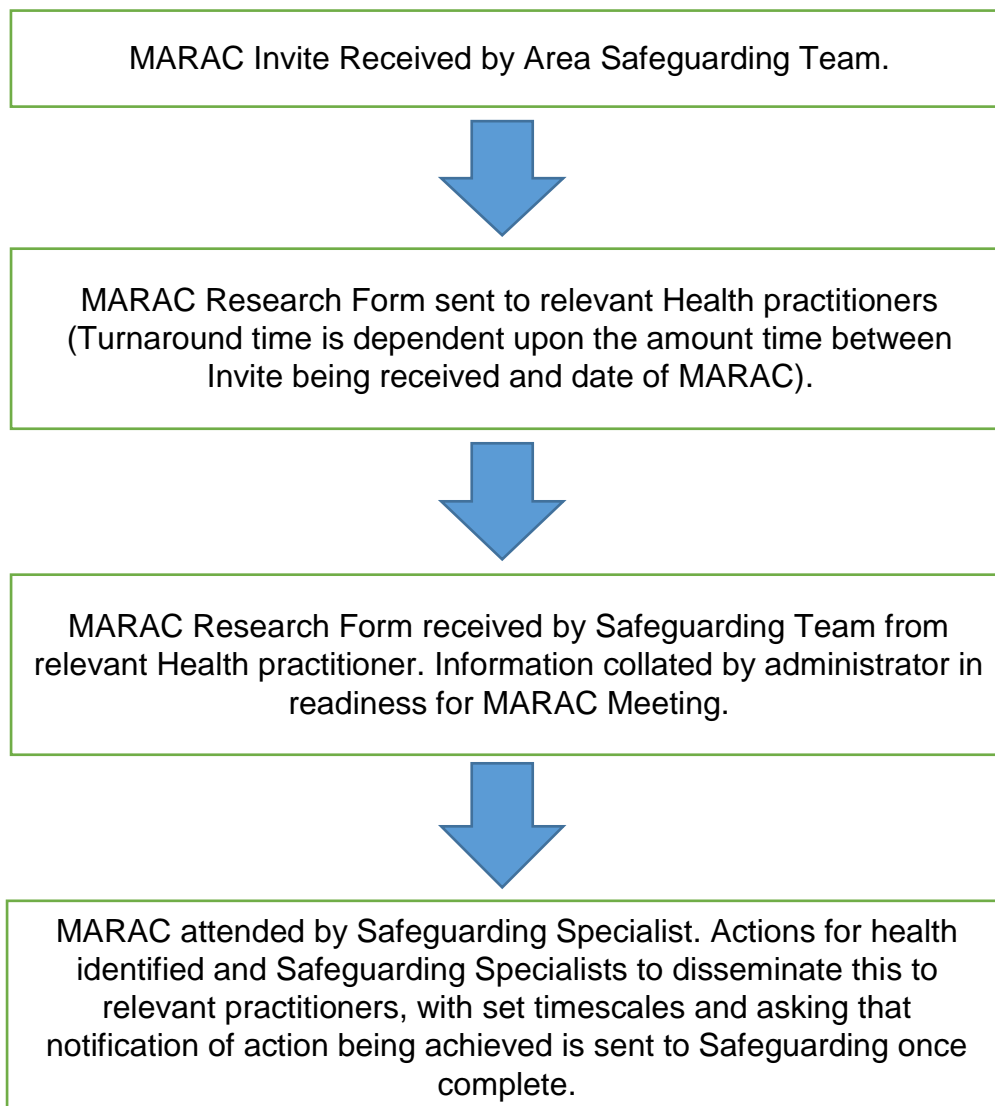 MARAC Invite Received by Area Safeguarding Team.
MARAC Research Form sent to relevant Health practitioners
(Turnaround time is dependent upon the amount time between
Invite being received and date of MARAC).
MARAC Research Form received by Safeguarding Team from
relevant Health practitioner. Information collated by administrator in
readiness for MARAC Meeting.
MARAC attended by Safeguarding Specialist. Actions for health
identified and Safeguarding Specialists to disseminate this to
relevant practitioners, with set timescales and asking that
notification of action being achieved is sent to Safeguarding once
complete.